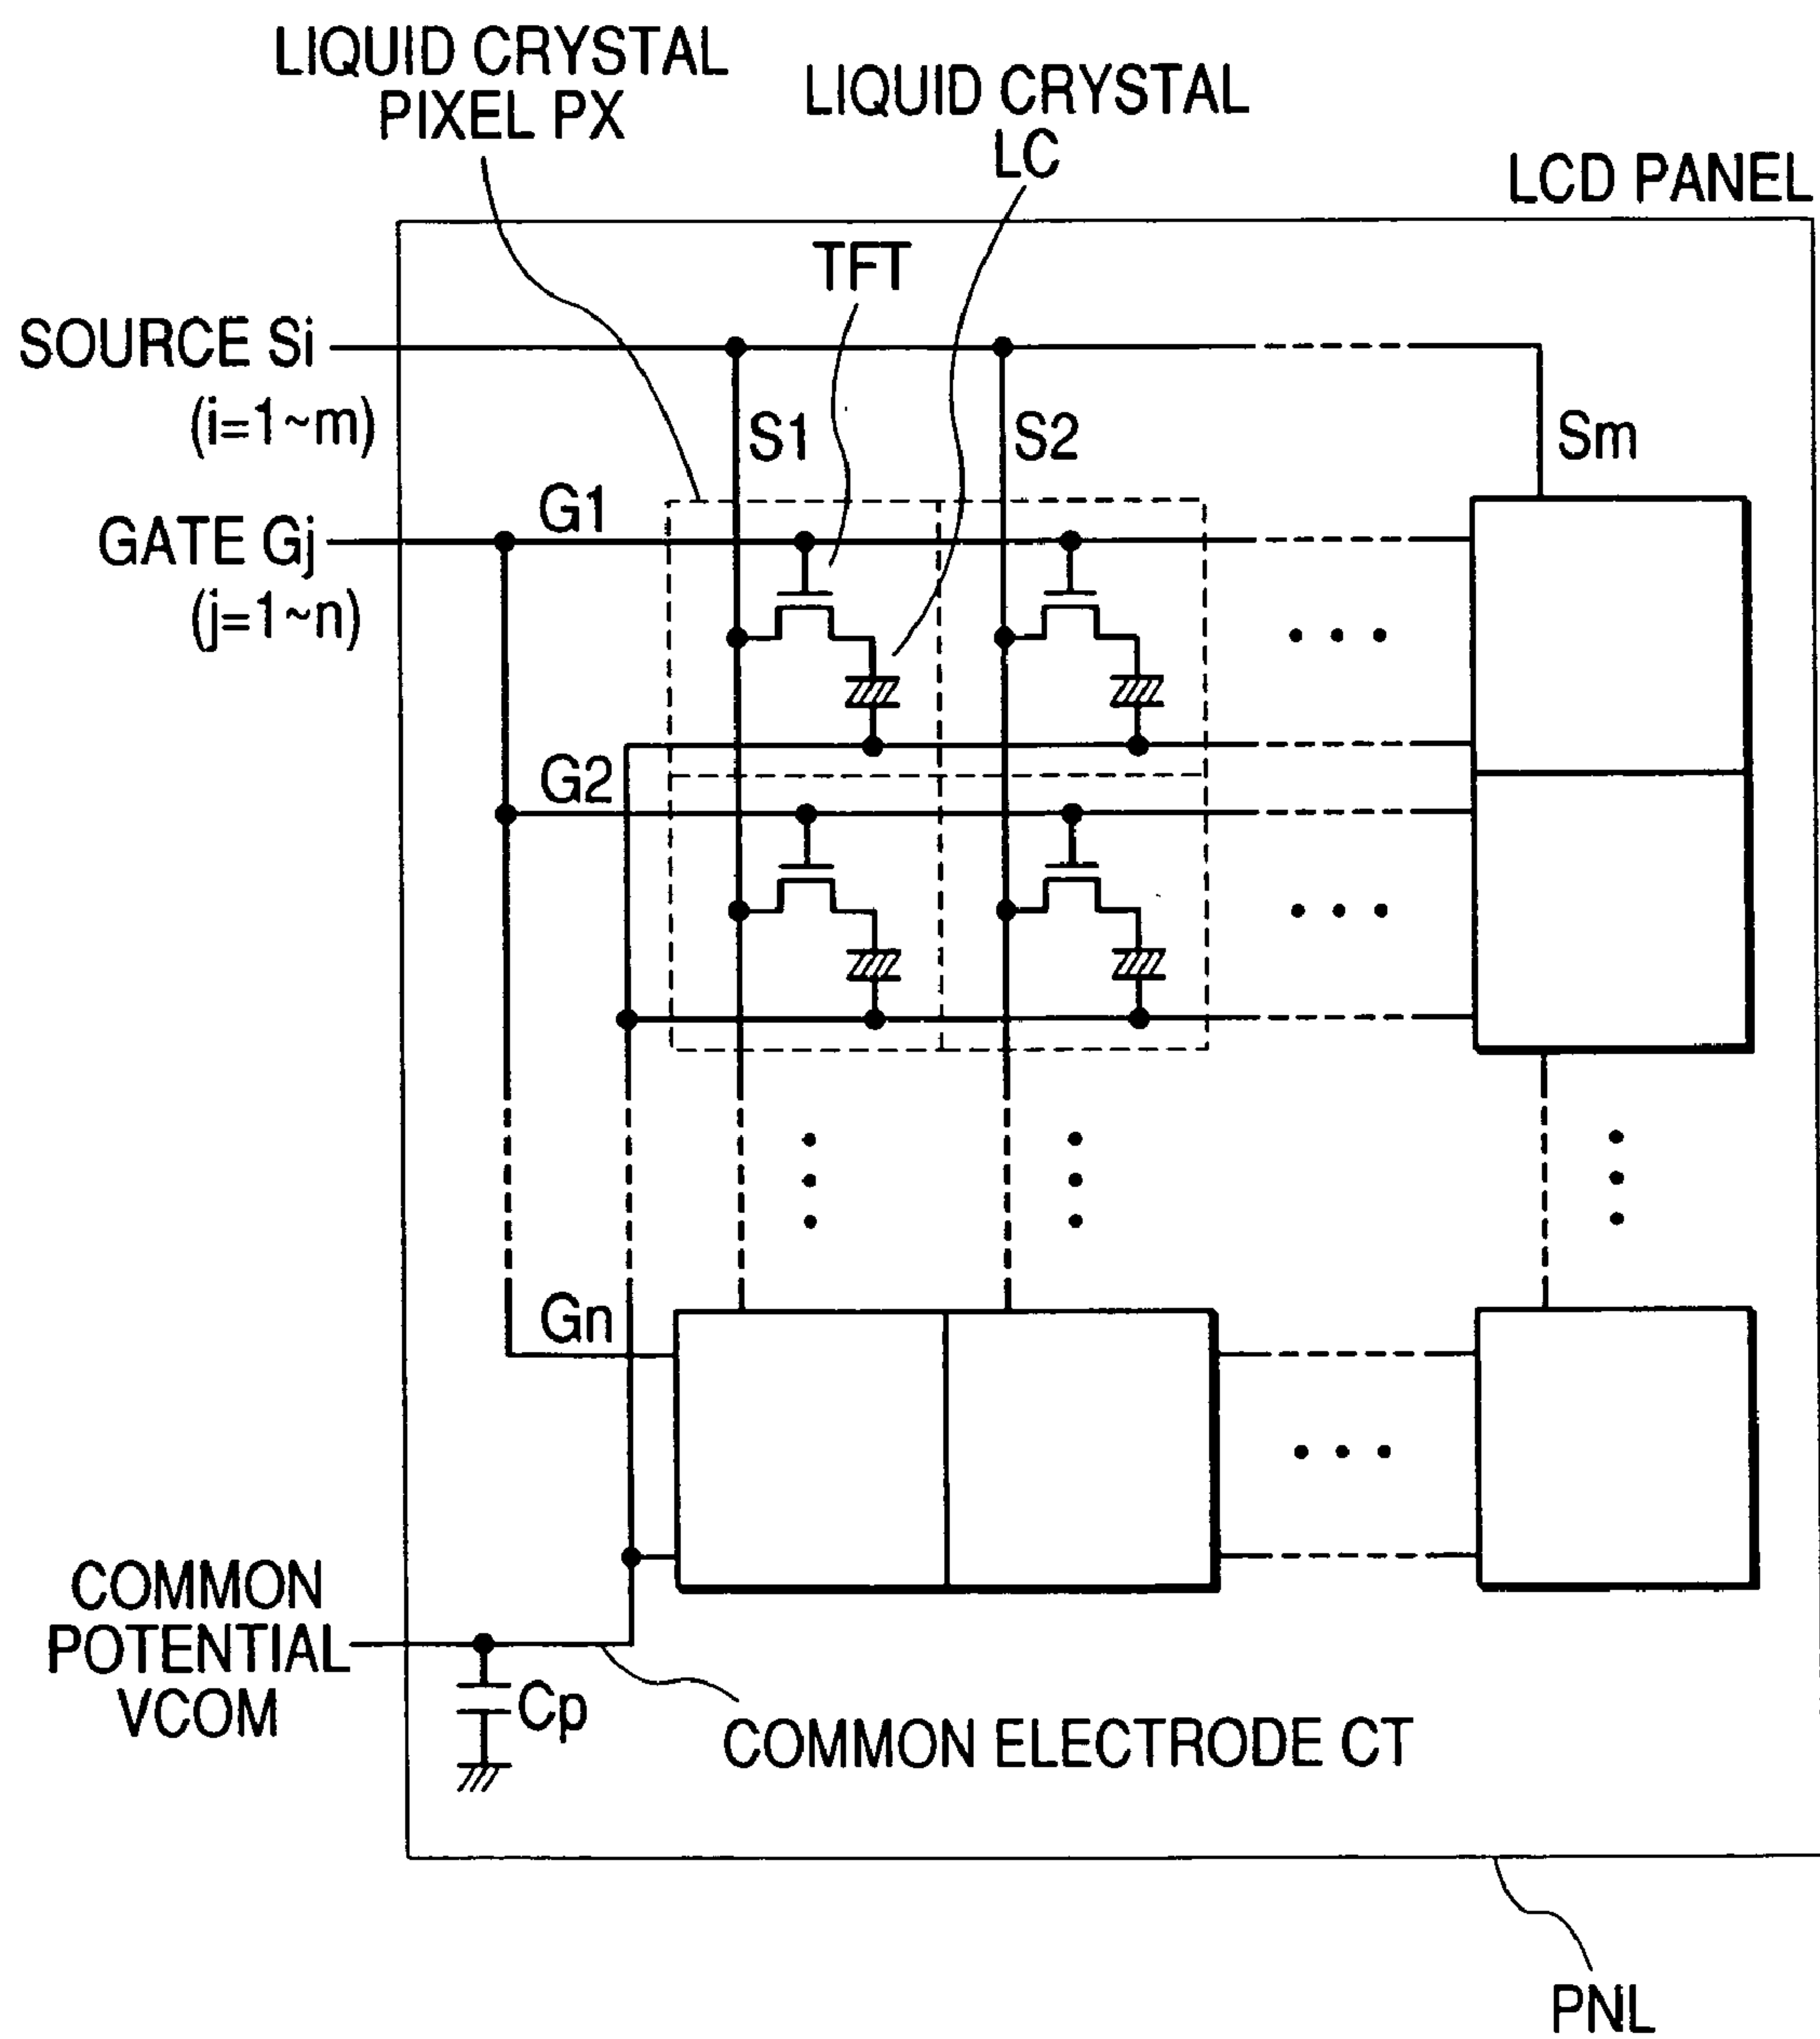 LIQUID CRYSTAL
PIXEL PX
LIQUID CRYSTAL
LC
LCD PANEL
TFT
SOURCE Si
(i=1~m)
S1
S2
Sm
GATE Gj
(j=1~n)
G1
G2
Gn
COMMON
POTENTIAL
VCOM
Cp
COMMON ELECTRODE CT
PNL